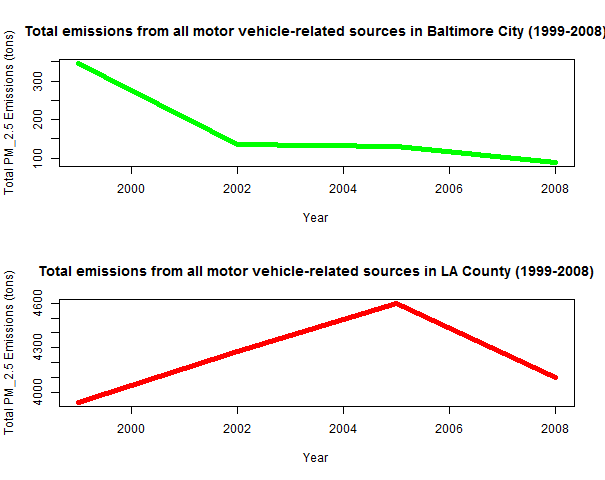 Total emissions from all motor vehicle-related sources in Baltimore City (1999-2008)
Total PM_2.5 Emissions (tons)
300
200
100
2000 2002 2004 2006 2008
Year
Total emissions from all motor vehicle-related sources in LA County (1999-2008)
Total PM_2.5 Emissions (tons)
4600
4300
4000
2000 2002 2004 2006 2008
Year